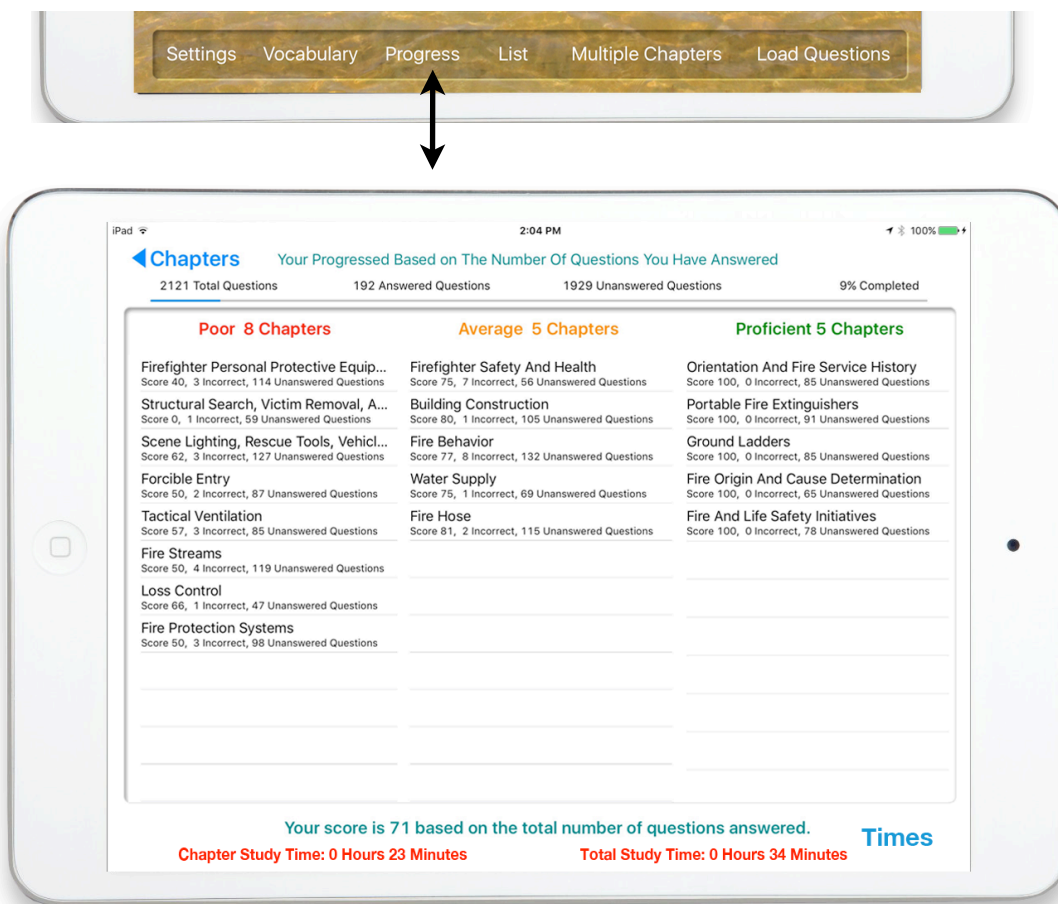 Settings Vocabulary Progress List Multiple Chapters Load Questions
iPad 2:04 PM 100%
Chapters Your Progressed Based on The Number Of Questions You Have Answered
2121 Total Questions 192 Answered Questions 1929 Unanswered Questions 9% Completed
Poor 8 Chapters
Firefighter Personal Protective Equip...
Score 40, 3 Incorrect, 114 Unanswered Questions
Structural Search, Victim Removal, A...
Score 0, 1 Incorrect, 59 Unanswered Questions
Scene Lighting, Rescue Tools, Vehicl...
Score 62, 3 Incorrect, 127 Unanswered Questions
Forcible Entry
Score 50, 2 Incorrect, 87 Unanswered Questions
Tactical Ventilation
Score 57, 3 Incorrect, 85 Unanswered Questions
Fire Streams
Score 50, 4 Incorrect, 119 Unanswered Questions
Loss Control
Score 66, 1 Incorrect, 47 Unanswered Questions
Fire Protection Systems
Score 50, 3 Incorrect, 98 Unanswered Questions
Average 5 Chapters
Firefighter Safety And Health
Score 75, 7 Incorrect, 56 Unanswered Questions
Building Construction
Score 80, 1 Incorrect, 105 Unanswered Questions
Fire Behavior
Score 77, 8 Incorrect, 132 Unanswered Questions
Water Supply
Score 75, 1 Incorrect, 69 Unanswered Questions
Fire Hose
Score 81, 2 Incorrect, 115 Unanswered Questions
Proficient 5 Chapters
Orientation And Fire Service History
Score 100, 0 Incorrect, 85 Unanswered Questions
Portable Fire Extinguishers
Score 100, 0 Incorrect, 91 Unanswered Questions
Ground Ladders
Score 100, 0 Incorrect, 85 Unanswered Questions
Fire Origin And Cause Determination
Score 100, 0 Incorrect, 65 Unanswered Questions
Fire And Life Safety Initiatives
Score 100, 0 Incorrect, 78 Unanswered Questions
Your score is 71 based on the total number of questions answered.
Times
Chapter Study Time: 0 Hours 23 Minutes Total Study Time: 0 Hours 34 Minutes